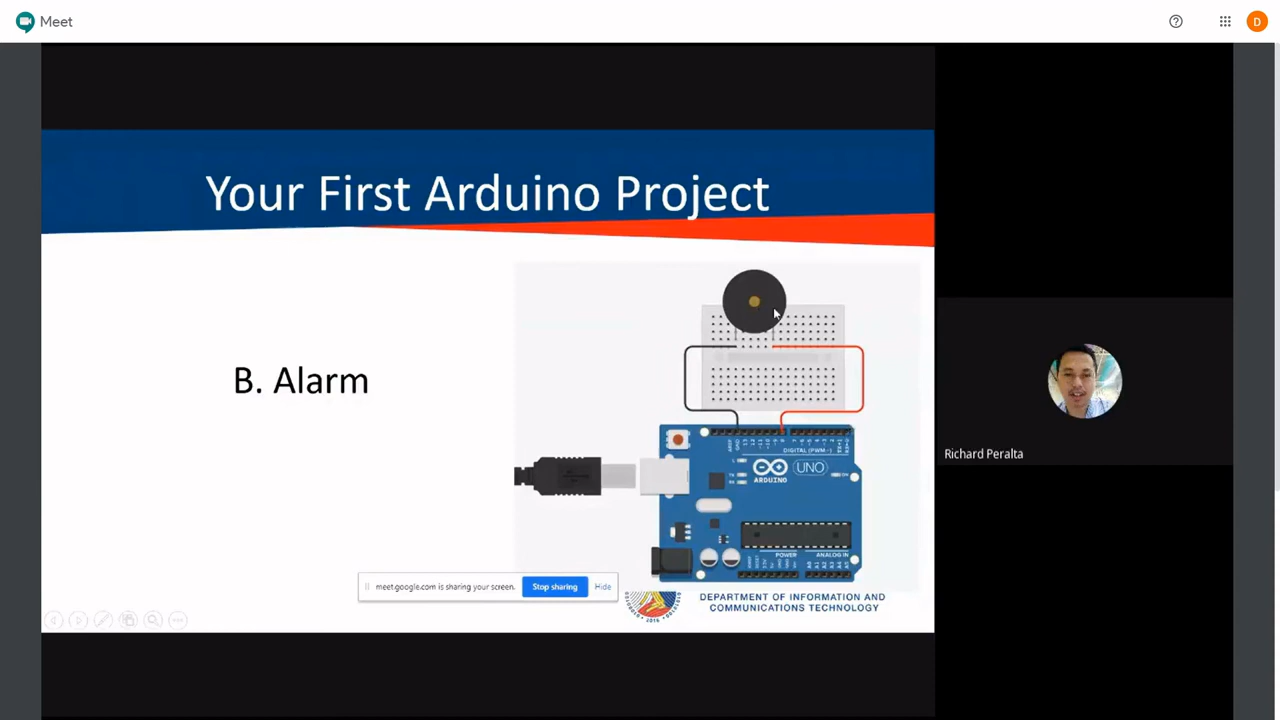 Meet
D
Your First Arduino Project
B. Alarm
DIGITAL (PWM~)
UNO
ARDUINO
POWER
ANALOG IN
meet.google.com is sharing your screen.
Stop sharing
Hide
DEPARTMENT OF INFORMATION AND
COMMUNICATIONS TECHNOLOGY
2016
Richard Peralta